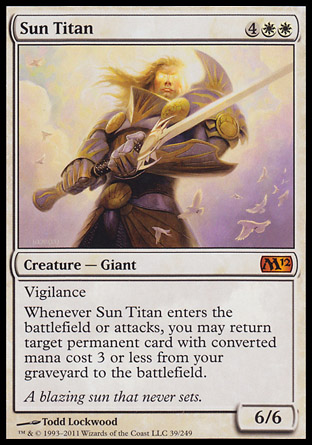 Sun Titan 4
Creature — Giant M12
Vigilance
Whenever Sun Titan enters the
battlefield or attacks, you may return
target permanent card with converted
mana cost 3 or less from your
graveyard to the battlefield.
A blazing sun that never sets.
Todd Lockwood
™ & © 1993–2011 Wizards of the Coast LLC 39/249
6/6